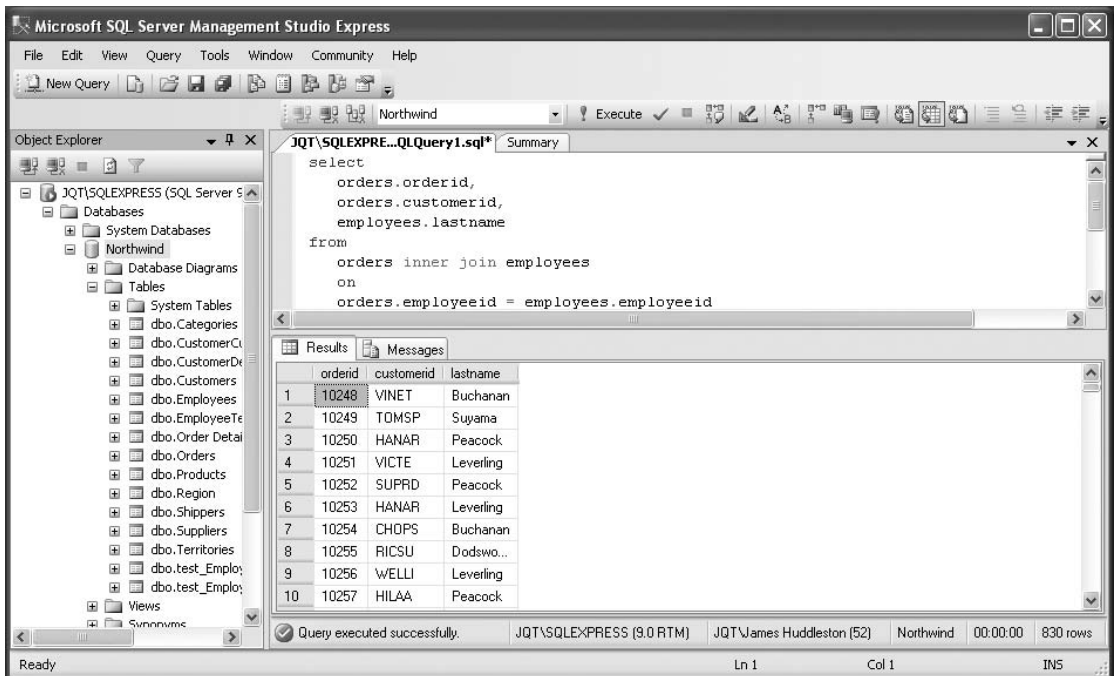 Microsoft SQL Server Management Studio Express
File Edit View Query Tools Window Community Help
New Query
Northwind Execute
Object Explorer
JQT\SQLEXPRESS (SQL Server 9
Databases
System Databases
Northwind
Database Diagrams
Tables
System Tables
dbo.Categories
dbo.CustomerCu
dbo.CustomerDe
dbo.Customers
dbo.Employees
dbo.EmployeeTe
dbo.Order Detai
dbo.Orders
dbo.Products
dbo.Region
dbo.Shippers
dbo.Suppliers
dbo.Territories
dbo.test_Employ
dbo.test_Employ
Views
Synonyms
JQT\SQLEXPRE...QLQuery1.sql* Summary
select
orders.orderid,
orders.customerid,
employees.lastname
from
orders inner join employees
on
orders.employeeid = employees.employeeid
Results Messages
orderid customerid lastname
1 10248 VINET Buchanan
2 10249 TOMSP Suyama
3 10250 HANAR Peacock
4 10251 VICTE Leverling
5 10252 SUPRD Peacock
6 10253 HANAR Leverling
7 10254 CHOPS Buchanan
8 10255 RICSU Dodswo...
9 10256 WELLI Leverling
10 10257 HILAA Peacock
Query executed successfully. JQT\SQLEXPRESS (9.0 RTM) JQT\James Huddleston (52) Northwind 00:00:00 830 rows
Ready Ln 1 Col 1 INS